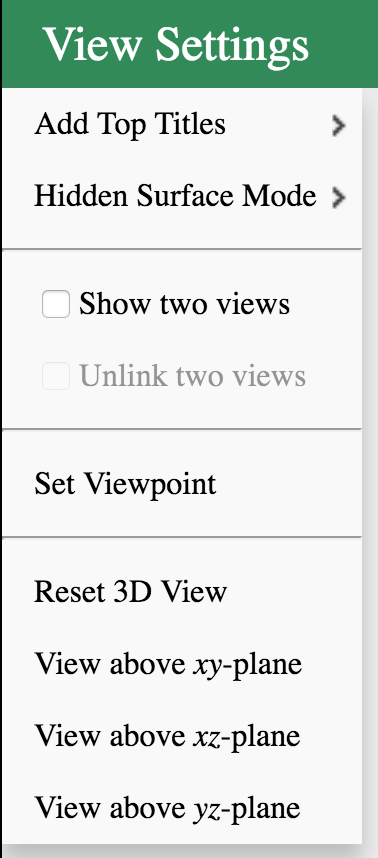 View Settings
Add Top Titles
Hidden Surface Mode
Show two views
Unlink two views
Set Viewpoint
Reset 3D View
View above xy-plane
View above xz-plane
View above yz-plane